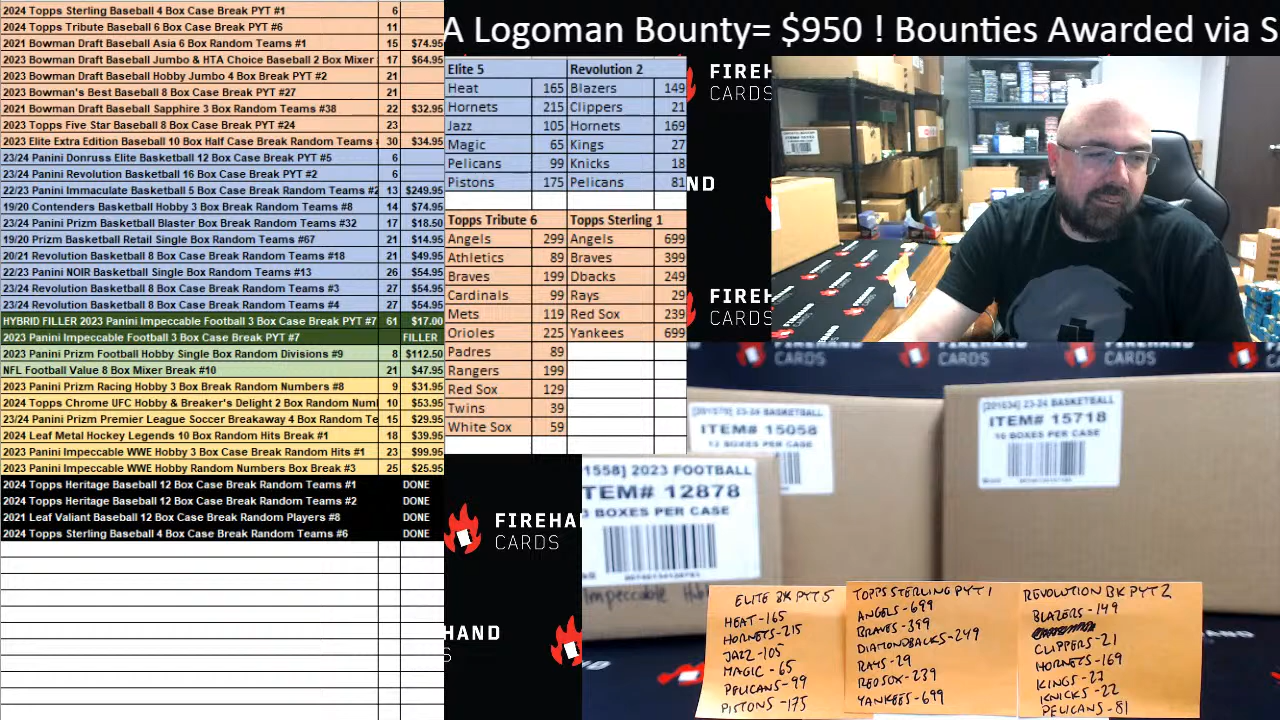 2024 Topps Sterling Baseball 4 Box Case Break PYT #1 6
2024 Topps Tribute Baseball 6 Box Case Break PYT #6 11
2021 Bowman Draft Baseball Asia 6 Box Random Teams #1 15 $74.95
2023 Bowman Draft Baseball Jumbo & HTA Choice Baseball 2 Box Mixer 17 $64.95
2023 Bowman Draft Baseball Hobby Jumbo 4 Box Break PYT #2 21
2023 Bowman's Best Baseball 8 Box Case Break PYT #27 21
2021 Bowman Draft Baseball Sapphire 3 Box Random Teams #38 22 $32.95
2023 Topps Five Star Baseball 8 Box Case Break PYT #24 23
2023 Elite Extra Edition Baseball 10 Box Half Case Break Random Teams 30 $34.95
23/24 Panini Donruss Elite Basketball 12 Box Case Break PYT #5 6
23/24 Panini Revolution Basketball 16 Box Case Break PYT #2 6
22/23 Panini Immaculate Basketball 5 Box Case Break Random Teams #2 13 $249.95
19/20 Contenders Basketball Hobby 3 Box Break Random Teams #8 14 $74.95
23/24 Panini Prizm Basketball Blaster Box Break Random Teams #32 17 $18.50
19/20 Prizm Basketball Retail Single Box Random Teams #67 21 $14.95
20/21 Revolution Basketball 8 Box Case Break Random Teams #18 21 $49.95
22/23 Panini NOIR Basketball Single Box Random Teams #13 26 $54.95
23/24 Revolution Basketball 8 Box Case Break Random Teams #3 27 $54.95
23/24 Revolution Basketball 8 Box Case Break Random Teams #4 27 $54.95
HYBRID FILLER 2023 Panini Impeccable Football 3 Box Case Break PYT #7 61 $17.00
2023 Panini Impeccable Football 3 Box Case Break PYT #7 FILLER
2023 Panini Prizm Football Hobby Single Box Random Divisions #9 8 $112.50
NFL Football Value 8 Box Mixer Break #10 21 $47.95
2023 Panini Prizm Racing Hobby 3 Box Break Random Numbers #8 9 $31.95
2024 Topps Chrome UFC Hobby & Breaker's Delight 2 Box Random Num 10 $53.95
23/24 Panini Prizm Premier League Soccer Breakaway 4 Box Random Te 15 $29.95
2024 Leaf Metal Hockey Legends 10 Box Random Hits Break #1 18 $39.95
2023 Panini Impeccable WWE Hobby 3 Box Case Break Random Hits #1 23 $99.95
2023 Panini Impeccable WWE Hobby Random Numbers Box Break #3 25 $25.95
2024 Topps Heritage Baseball 12 Box Case Break Random Teams #1 DONE
2024 Topps Heritage Baseball 12 Box Case Break Random Teams #2 DONE
2021 Leaf Valiant Baseball 12 Box Case Break Random Players #8 DONE
2024 Topps Sterling Baseball 4 Box Case Break Random Teams #6 DONE
A Logoman Bounty= $950 ! Bounties Awarded via S
Elite 5 Revolution 2
Heat 165 Blazers 149
Hornets 215 Clippers 21
Jazz 105 Hornets 169
Magic 65 Kings 27
Pelicans 99 Knicks 18
Pistons 175 Pelicans 81
Topps Tribute 6 Topps Sterling 1
Angels 299 Angels 699
Athletics 89 Braves 399
Braves 199 Dbacks 249
Cardinals 99 Rays 29
Mets 119 Red Sox 239
Orioles 225 Yankees 699
Padres 89
Rangers 199
Red Sox 129
Twins 39
White Sox 59
FIREHA
CARDS
ND
FIREHA
CARDS
FIREHAN
CARDS
HAND
S
CARDS
CARDS
[201579] 23-24 BASKETBALL
ITEM# 15058
12 BOXES PER CASE
[201634] 23-24 BASKETBALL
ITEM# 15718
16 BOXES PER CASE
1558] 2023 FOOTBALL
TEM# 12878
3 BOXES PER CASE
Impeccable
ELITE BK PYT 5
HEAT-165
HORNETS-215
JAZZ-105
MAGIC-65
PELICANS-99
PISTONS-175
TOPPS STERLING PYT 1
ANGELS-699
BRAVES-399
DIAMONDBACKS-249
RAYS-29
RED SOX-239
YANKEES-699
REVOLUTION BK PYT 2
BLAZERS-149
CLIPPERS-21
HORNETS-169
KINGS-27
KNICKS-22
PELICANS-81